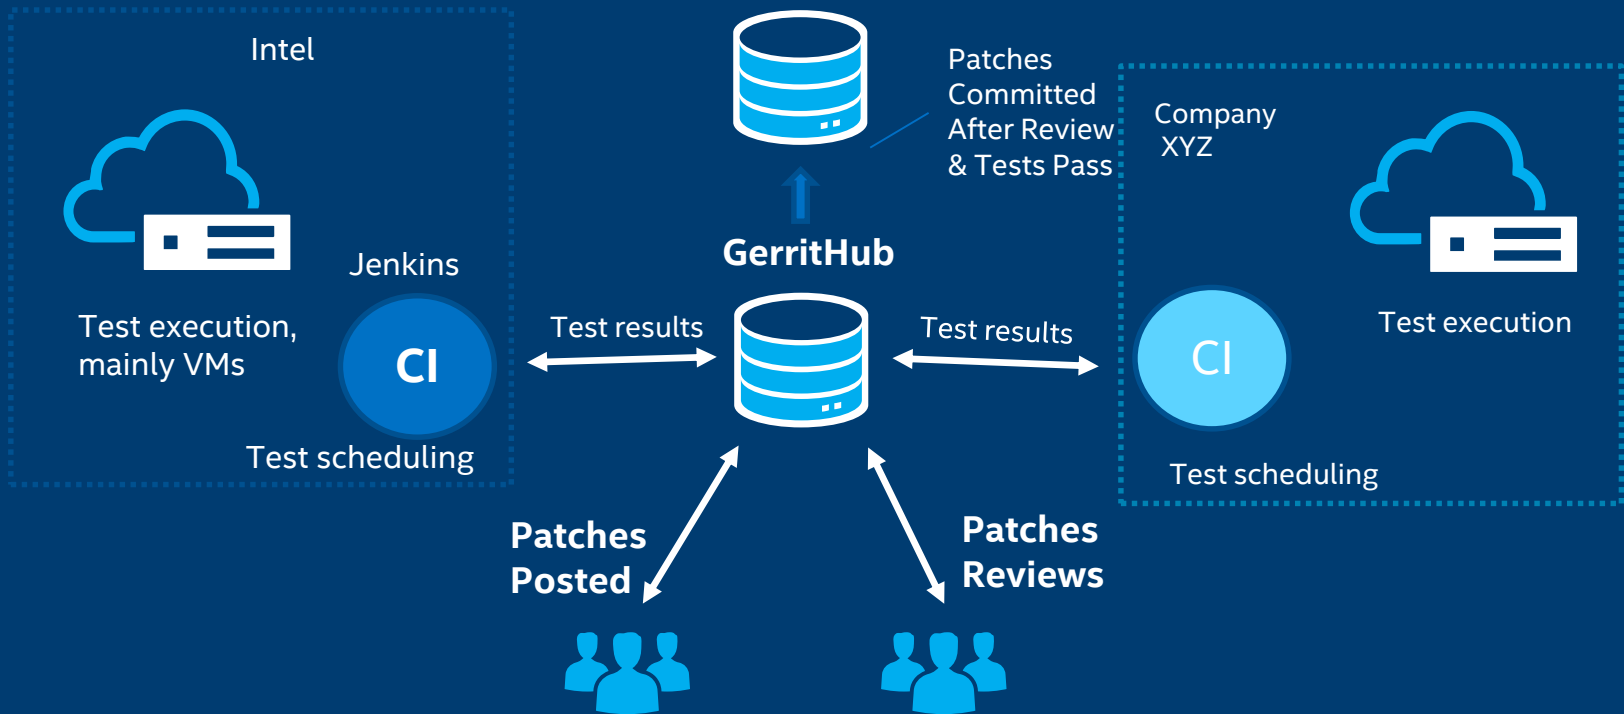 Intel
Patches
Committed
After Review
& Tests Pass
Company
XYZ
GerritHub
Jenkins
Test execution,
mainly VMs
CI
Test scheduling
Test results
Test results
CI
Test execution
Test scheduling
Patches
Posted
Patches
Reviews